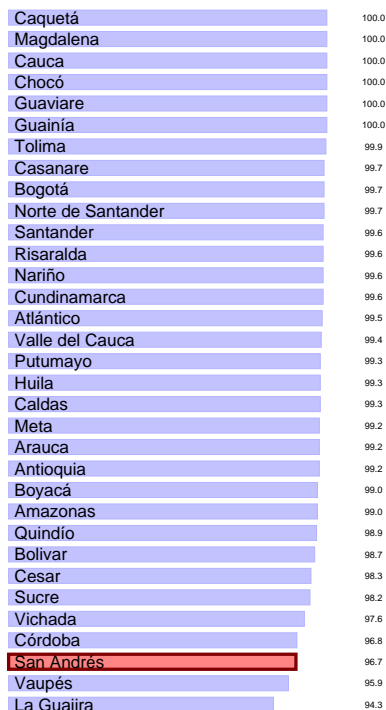 Caquetá 100.0
Magdalena 100.0
Cauca 100.0
Chocó 100.0
Guaviare 100.0
Guainía 100.0
Tolima 99.9
Casanare 99.7
Bogotá 99.7
Norte de Santander 99.7
Santander 99.6
Risaralda 99.6
Nariño 99.6
Cundinamarca 99.6
Atlántico 99.5
Valle del Cauca 99.4
Putumayo 99.3
Huila 99.3
Caldas 99.3
Meta 99.2
Arauca 99.2
Antioquia 99.2
Boyacá 99.0
Amazonas 99.0
Quindío 98.9
Bolivar 98.7
Cesar 98.3
Sucre 98.2
Vichada 97.6
Córdoba 96.8
San Andrés 96.7
Vaupés 95.9
La Guajira 94.3